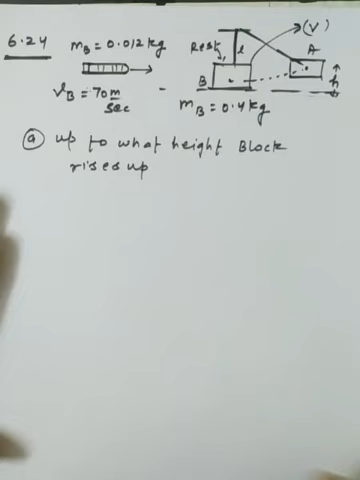 6.24 m_B = 0.012 kg
v_B = 70 m/sec
Rest l (V) A
B h
m_B = 0.4 kg
(a) up to what height Block
rises up